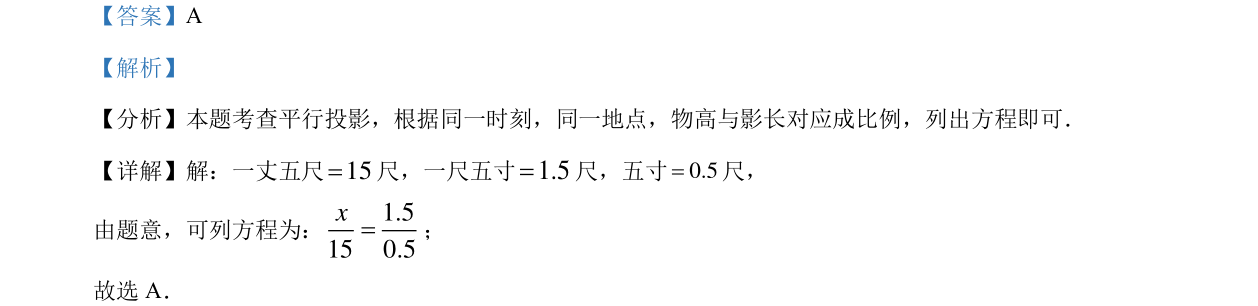 【答案】A
【解析】
【分析】本题考查平行投影，根据同一时刻，同一地点，物高与影长对应成比例，列出方程即可．
【详解】解：一丈五尺=15尺，一尺五寸=1.5尺，五寸=0.5尺，
由题意，可列方程为：x/15=1.5/0.5；
故选 A．